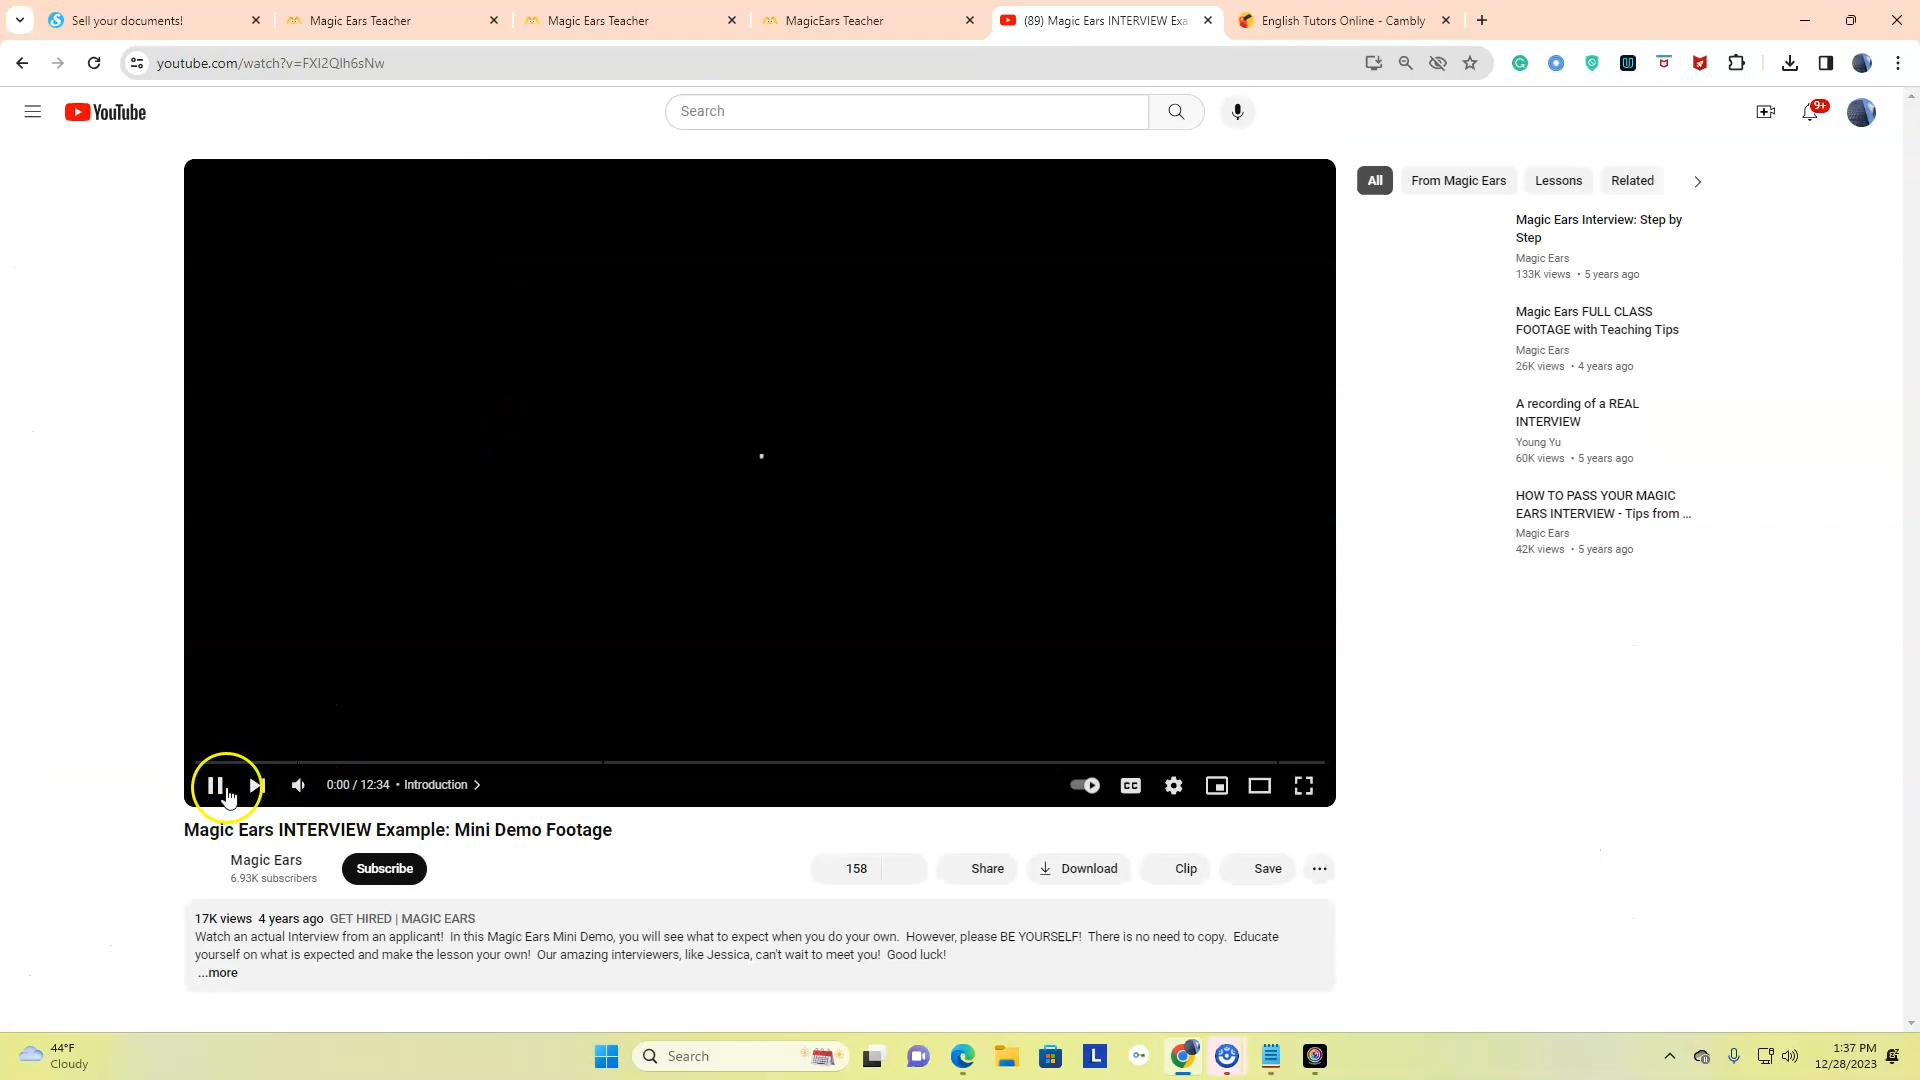 Sell your documents!
Magic Ears Teacher
Magic Ears Teacher
MagicEars Teacher
(89) Magic Ears INTERVIEW Exa
English Tutors Online - Cambly
youtube.com/watch?v=FXI2QIh6sNw
YouTube
Search
9+
All
From Magic Ears
Lessons
Related
Magic Ears Interview: Step by
Step
Magic Ears
133K views • 5 years ago
Magic Ears FULL CLASS
FOOTAGE with Teaching Tips
Magic Ears
26K views • 4 years ago
A recording of a REAL
INTERVIEW
Young Yu
60K views • 5 years ago
HOW TO PASS YOUR MAGIC
EARS INTERVIEW - Tips from ...
Magic Ears
42K views • 5 years ago
0:00 / 12:34 • Introduction
CC
Magic Ears INTERVIEW Example: Mini Demo Footage
Magic Ears
6.93K subscribers
Subscribe
158
Share
Download
Clip
Save
17K views 4 years ago GET HIRED | MAGIC EARS
Watch an actual Interview from an applicant! In this Magic Ears Mini Demo, you will see what to expect when you do your own. However, please BE YOURSELF! There is no need to copy. Educate
yourself on what is expected and make the lesson your own! Our amazing interviewers, like Jessica, can't wait to meet you! Good luck!
...more
44°F
Cloudy
Search
L
1:37 PM
12/28/2023